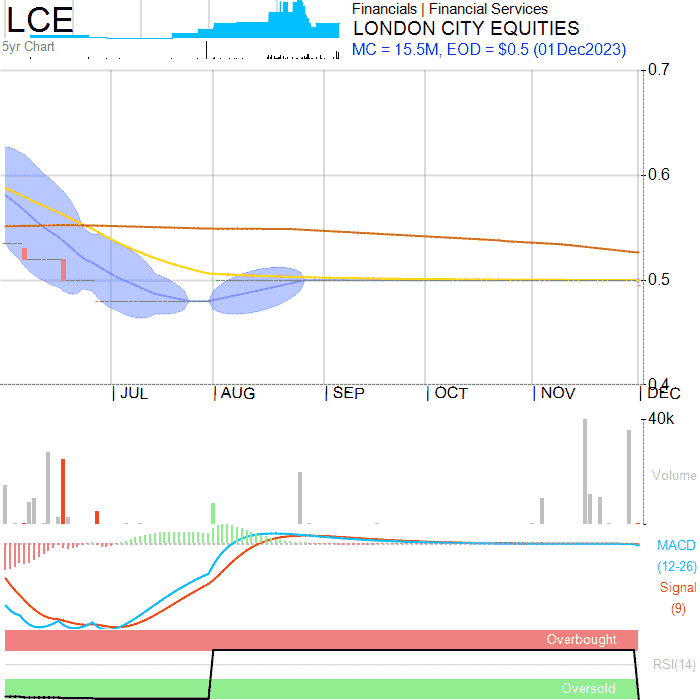 LCE
Financials | Financial Services
LONDON CITY EQUITIES
5yr Chart
MC = 15.5M, EOD = $0.5 (01Dec2023)
0.7
0.6
0.5
0.4
| JUL | AUG | SEP | OCT | NOV | DEC
40k
Volume
MACD
(12-26)
Signal
(9)
Overbought
RSI(14)
Oversold